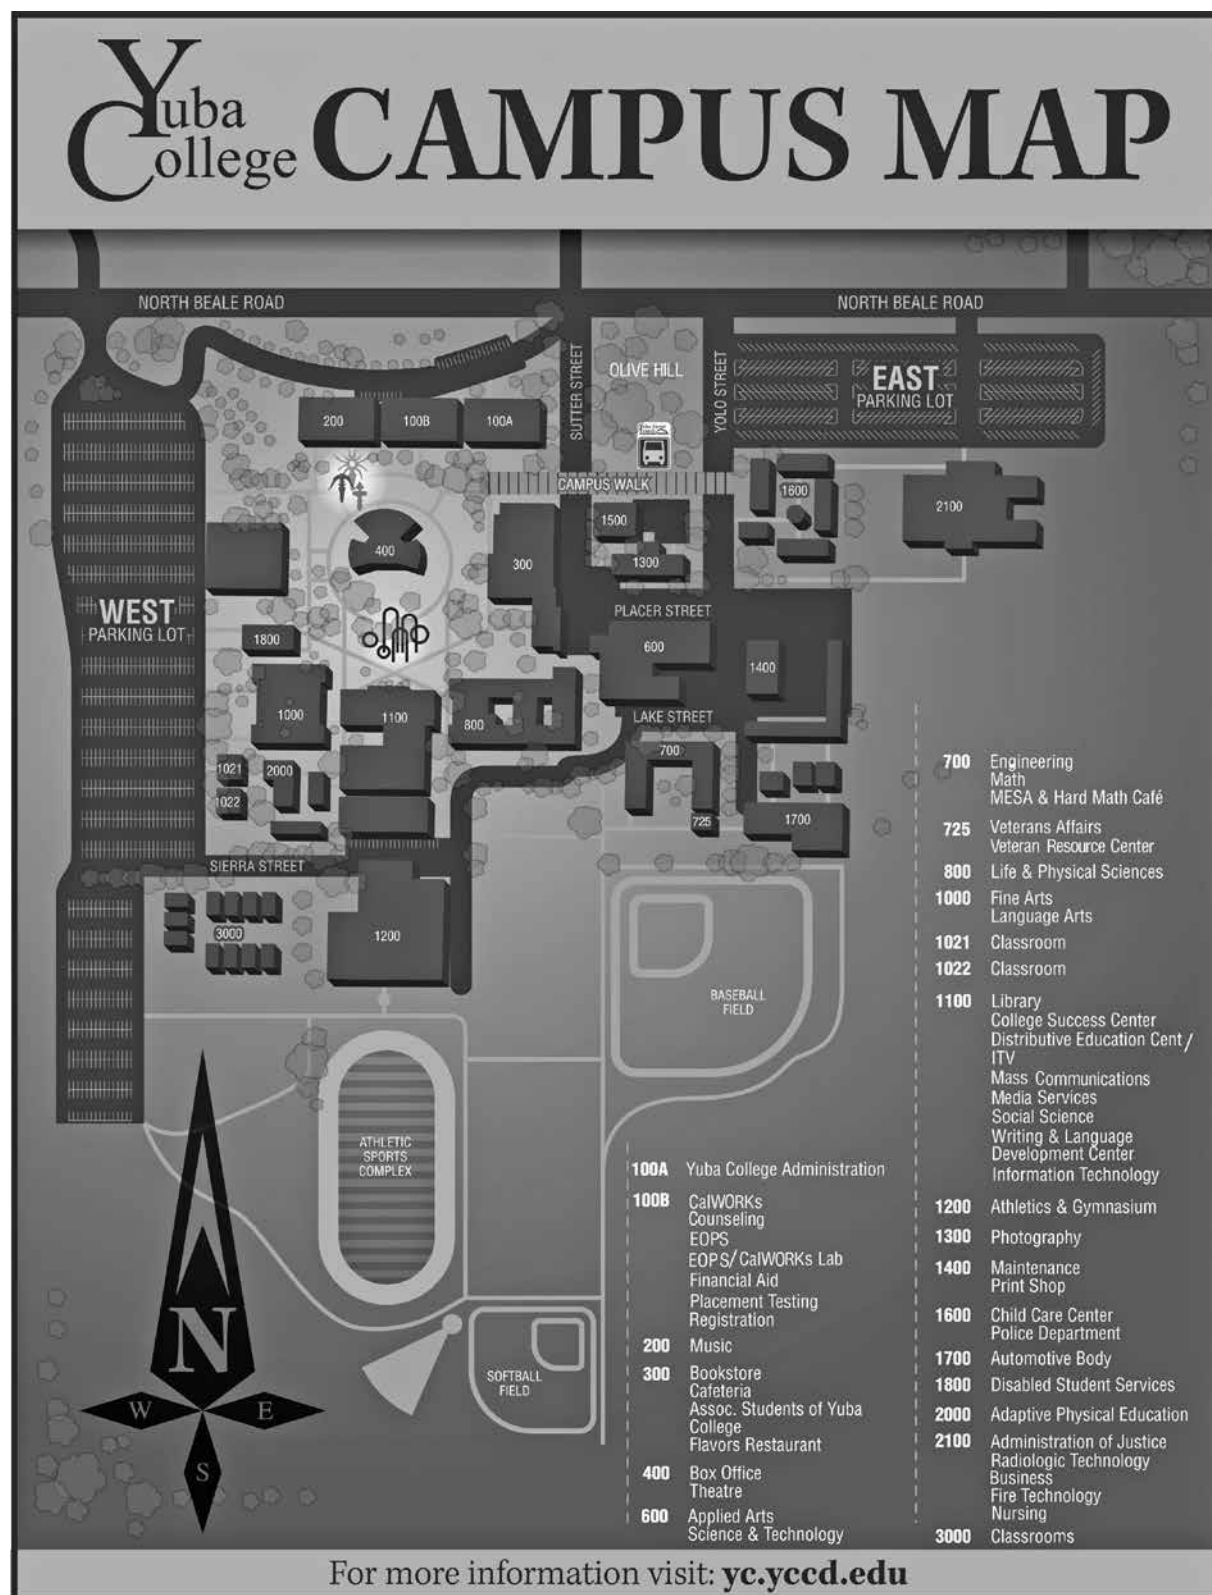 Yuba
College
CAMPUS MAP
NORTH BEALE ROAD
NORTH BEALE ROAD
SUTTER STREET
OLIVE HILL
YOLO STREET
EAST
PARKING LOT
200
100B
100A
CAMPUS WALK
1600
2100
1500
400
300
1300
WEST
PARKING LOT
PLACER STREET
1800
600
1400
1000
1100
800
LAKE STREET
700
1021
2000
1022
725
1700
SIERRA STREET
3000
1200
BASEBALL
FIELD
ATHLETIC
SPORTS
COMPLEX
SOFTBALL
FIELD
N
W
E
S
100A Yuba College Administration
100B CalWORKs
Counseling
EOPS
EOPS/CalWORKs Lab
Financial Aid
Placement Testing
Registration
200 Music
300 Bookstore
Cafeteria
Assoc. Students of Yuba
College
Flavors Restaurant
400 Box Office
Theatre
600 Applied Arts
Science & Technology
700 Engineering
Math
MESA & Hard Math Café
725 Veterans Affairs
Veteran Resource Center
800 Life & Physical Sciences
1000 Fine Arts
Language Arts
1021 Classroom
1022 Classroom
1100 Library
College Success Center
Distributive Education Cent/
ITV
Mass Communications
Media Services
Social Science
Writing & Language
Development Center
Information Technology
1200 Athletics & Gymnasium
1300 Photography
1400 Maintenance
Print Shop
1600 Child Care Center
Police Department
1700 Automotive Body
1800 Disabled Student Services
2000 Adaptive Physical Education
2100 Administration of Justice
Radiologic Technology
Business
Fire Technology
Nursing
3000 Classrooms
For more information visit: yc.yccd.edu